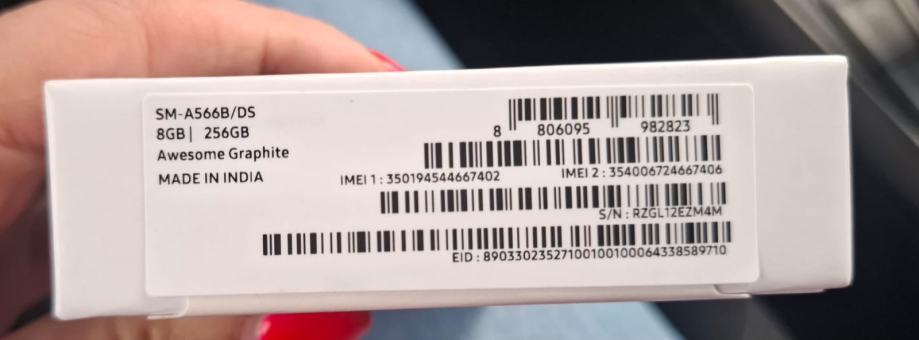 SM-A566B/DS
8GB | 256GB
Awesome Graphite
MADE IN INDIA
8 806095 982823
IMEI 1 : 350194544667402
IMEI 2 : 354006724667406
S/N : RZGL12EZM4M
EID : 89033023527100100100064338589710